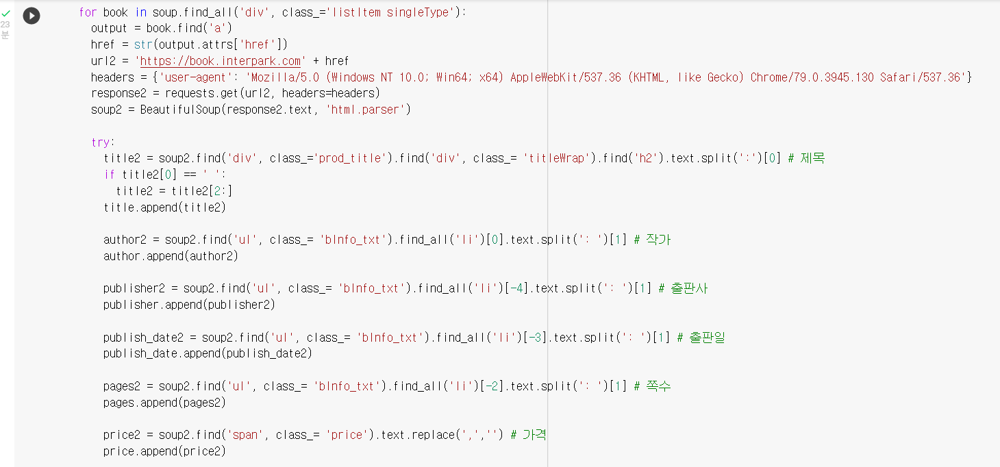 for book in soup.find_all('div', class_='listItem singleType'):
23
분
output = book.find('a')
href = str(output.attrs['href'])
url2 = 'https://book.interpark.com' + href
headers = {'user-agent': 'Mozilla/5.0 (Windows NT 10.0; Win64; x64) AppleWebKit/537.36 (KHTML, like Gecko) Chrome/79.0.3945.130 Safari/537.36'}
response2 = requests.get(url2, headers=headers)
soup2 = BeautifulSoup(response2.text, 'html.parser')
try:
title2 = soup2.find('div', class_='prod_title').find('div', class_= 'titleWrap').find('h2').text.split(':')[0] # 제목
if title2[0] == ' ':
title2 = title2[2:]
title.append(title2)
author2 = soup2.find('ul', class_= 'bInfo_txt').find_all('li')[0].text.split(': ')[1] # 작가
author.append(author2)
publisher2 = soup2.find('ul', class_= 'bInfo_txt').find_all('li')[-4].text.split(': ')[1] # 출판사
publisher.append(publisher2)
publish_date2 = soup2.find('ul', class_= 'bInfo_txt').find_all('li')[-3].text.split(': ')[1] # 출판일
publish_date.append(publish_date2)
pages2 = soup2.find('ul', class_= 'bInfo_txt').find_all('li')[-2].text.split(': ')[1] # 쪽수
pages.append(pages2)
price2 = soup2.find('span', class_= 'price').text.replace(',','') # 가격
price.append(price2)